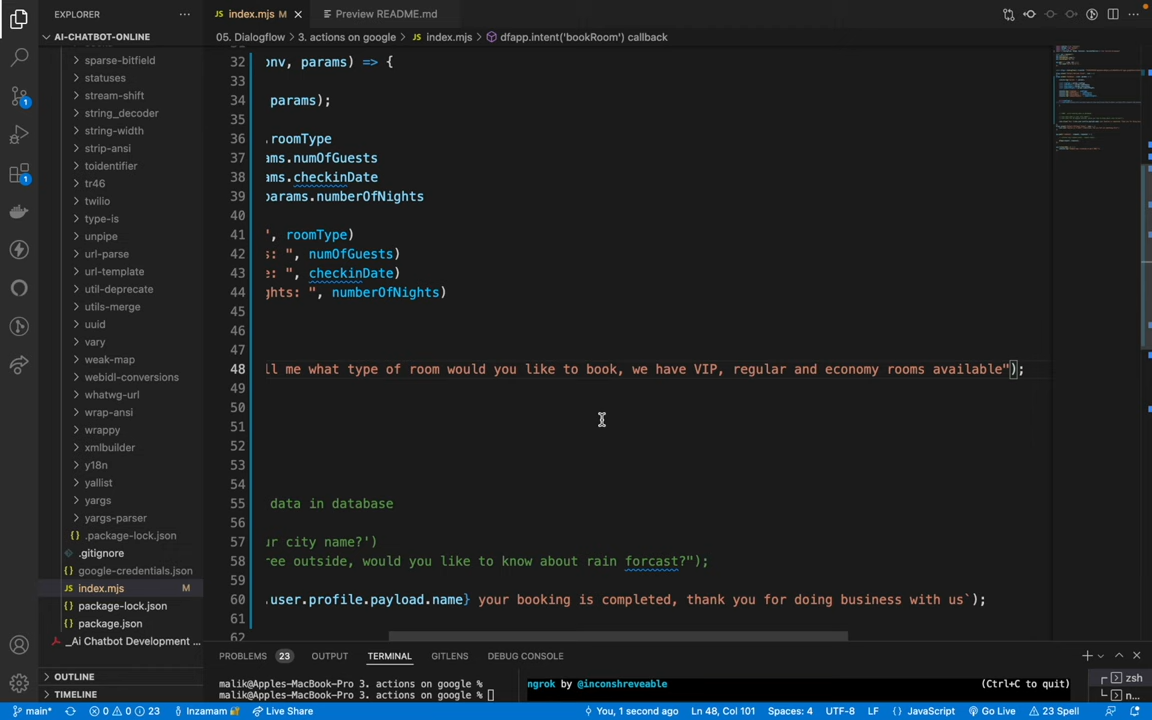 EXPLORER
index.mjs M
Preview README.md
AI-CHATBOT-ONLINE
05. Dialogflow > 3. actions on google > index.mjs > dfapp.intent('bookRoom') callback
sparse-bitfield
statuses
stream-shift
string_decoder
string-width
strip-ansi
toidentifier
tr46
twilio
type-is
unpipe
url-parse
url-template
util-deprecate
utils-merge
uuid
vary
weak-map
webidl-conversions
whatwg-url
wrap-ansi
wrappy
xmlbuilder
y18n
yallist
yargs
yargs-parser
{} .package-lock.json
.gitignore
google-credentials.json
JS index.mjs M
{} package-lock.json
{} package.json
_Ai Chatbot Development ...
OUTLINE
TIMELINE
32 onv, params) => {
33
34 params);
35
36 .roomType
37 ams.numOfGuests
38 ams.checkinDate
39 params.numberOfNights
40
41 ", roomType)
42 s: ", numOfGuests)
43 e: ", checkinDate)
44 ghts: ", numberOfNights)
45
46
47
48 ll me what type of room would you like to book, we have VIP, regular and economy rooms available");
49
50
51
52
53
54
55 data in database
56
57 ur city name?')
58 ree outside, would you like to know about rain forcast?");
59
60 .user.profile.payload.name} your booking is completed, thank you for doing business with us`);
61
62
PROBLEMS 23 OUTPUT TERMINAL GITLENS DEBUG CONSOLE
malik@Apples-MacBook-Pro 3. actions on google %
malik@Apples-MacBook-Pro 3. actions on google %
ngrok by @inconshreveable (Ctrl+C to quit)
zsh
n...
main* 0 0 23 Inzamam Live Share You, 1 second ago Ln 48, Col 101 Spaces: 4 UTF-8 LF {} JavaScript Go Live 23 Spell